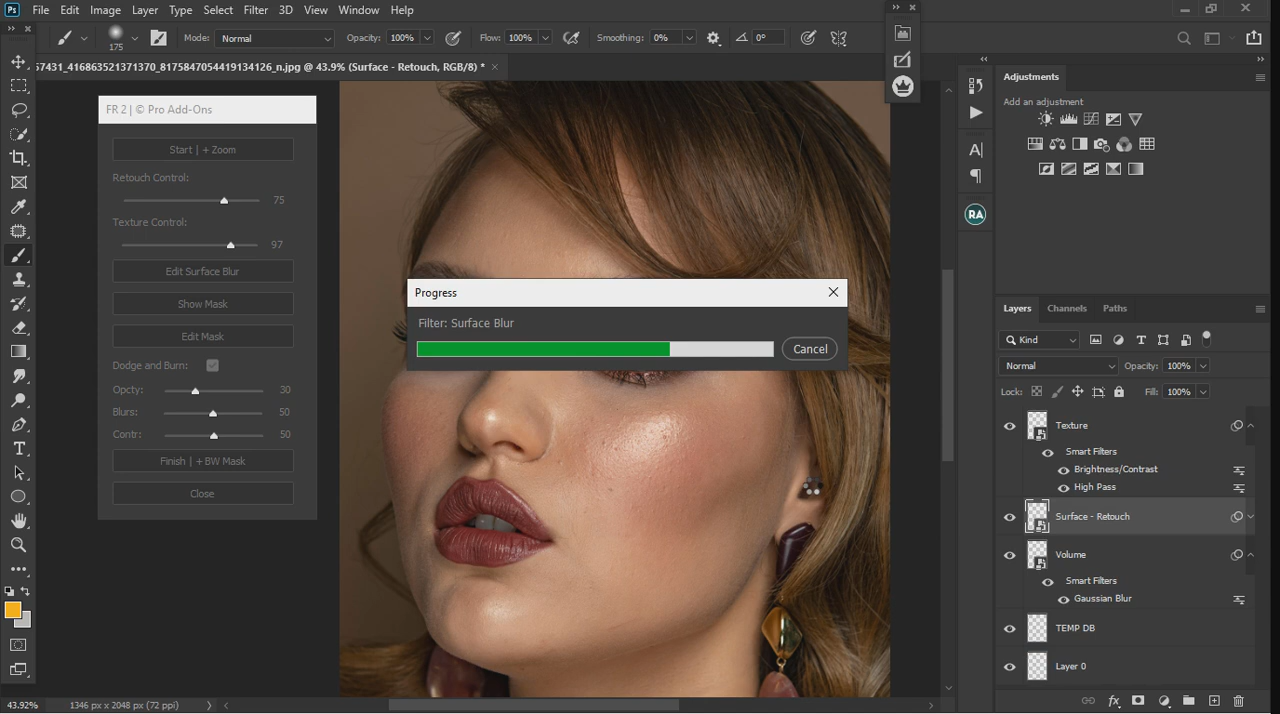 Ps File Edit Image Layer Type Select Filter 3D View Window Help
175 Mode: Normal Opacity: 100% Flow: 100% Smoothing: 0% 0°
57431_416863521371370_8175847054419134126_n.jpg @ 43.9% (Surface - Retouch, RGB/8) *
FR 2 | © Pro Add-Ons
Start | + Zoom
Retouch Control:
75
Texture Control:
97
Edit Surface Blur
Show Mask
Edit Mask
Dodge and Burn:
Opcty: 30
Blurs: 50
Contr: 50
Finish | +BW Mask
Close
Progress
Filter: Surface Blur
Cancel
A
RA
Adjustments
Add an adjustment
Layers Channels Paths
Kind
Normal Opacity: 100%
Lock: Fill: 100%
Texture
Smart Filters
Brightness/Contrast
High Pass
Surface - Retouch
Volume
Smart Filters
Gaussian Blur
TEMP DB
Layer 0
fx
43.92% 1346 px x 2048 px (72 ppi)